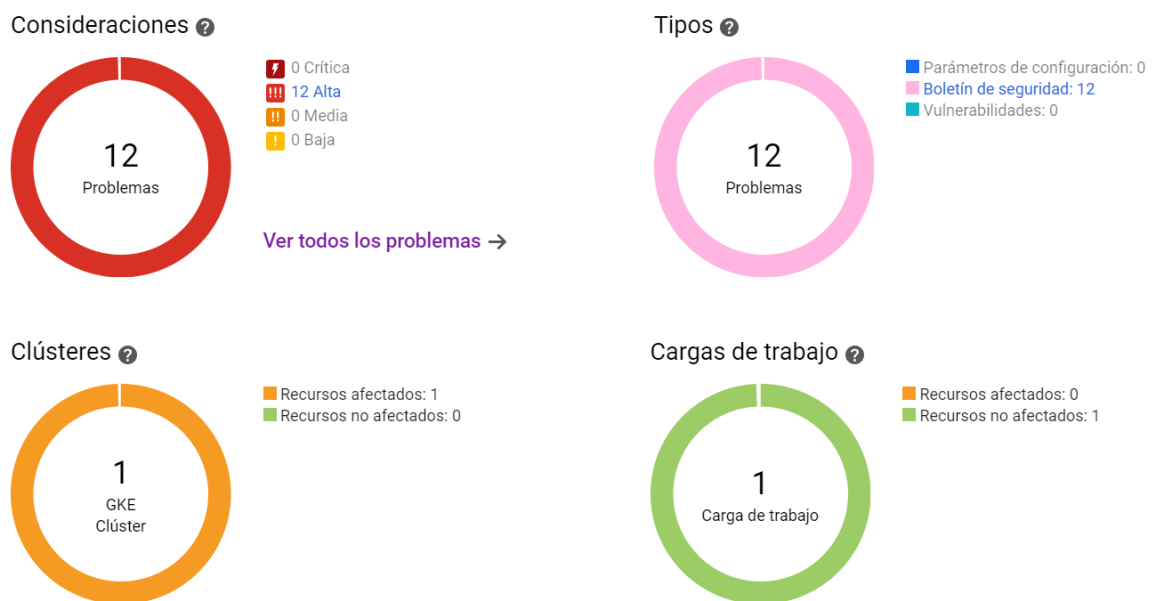 Consideraciones
12
Problemas
0 Crítica
12 Alta
0 Media
0 Baja
Ver todos los problemas
Tipos
12
Problemas
Parámetros de configuración: 0
Boletín de seguridad: 12
Vulnerabilidades: 0
Clústeres
1
GKE
Clúster
Recursos afectados: 1
Recursos no afectados: 0
Cargas de trabajo
1
Carga de trabajo
Recursos afectados: 0
Recursos no afectados: 1